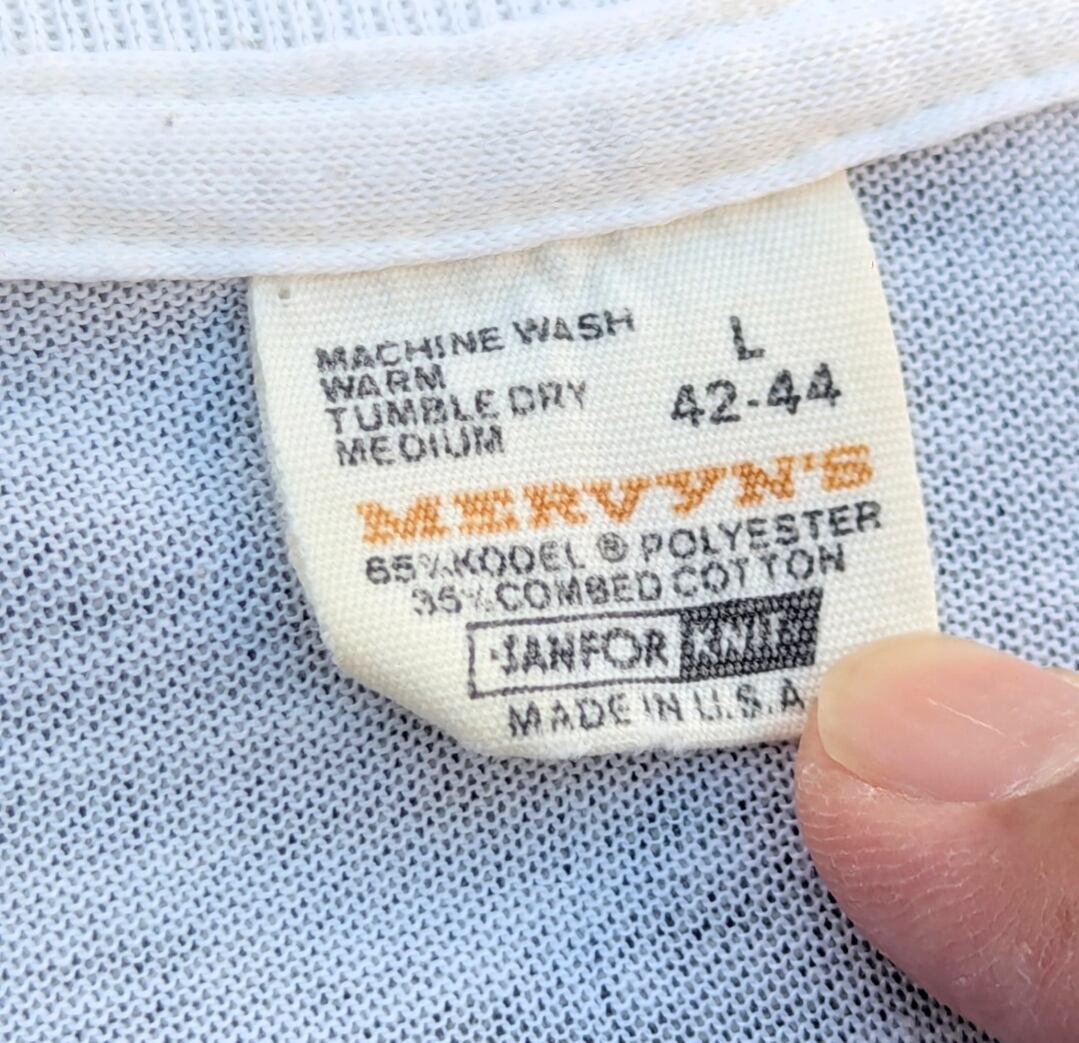 MACHINE WASH
WARM
TUMBLE DRY
MEDIUM
L
42-44
MERVYN'S
65% KODEL ® POLYESTER
35% COMBED COTTON
SANFOR KNIT
MADE IN U.S.A